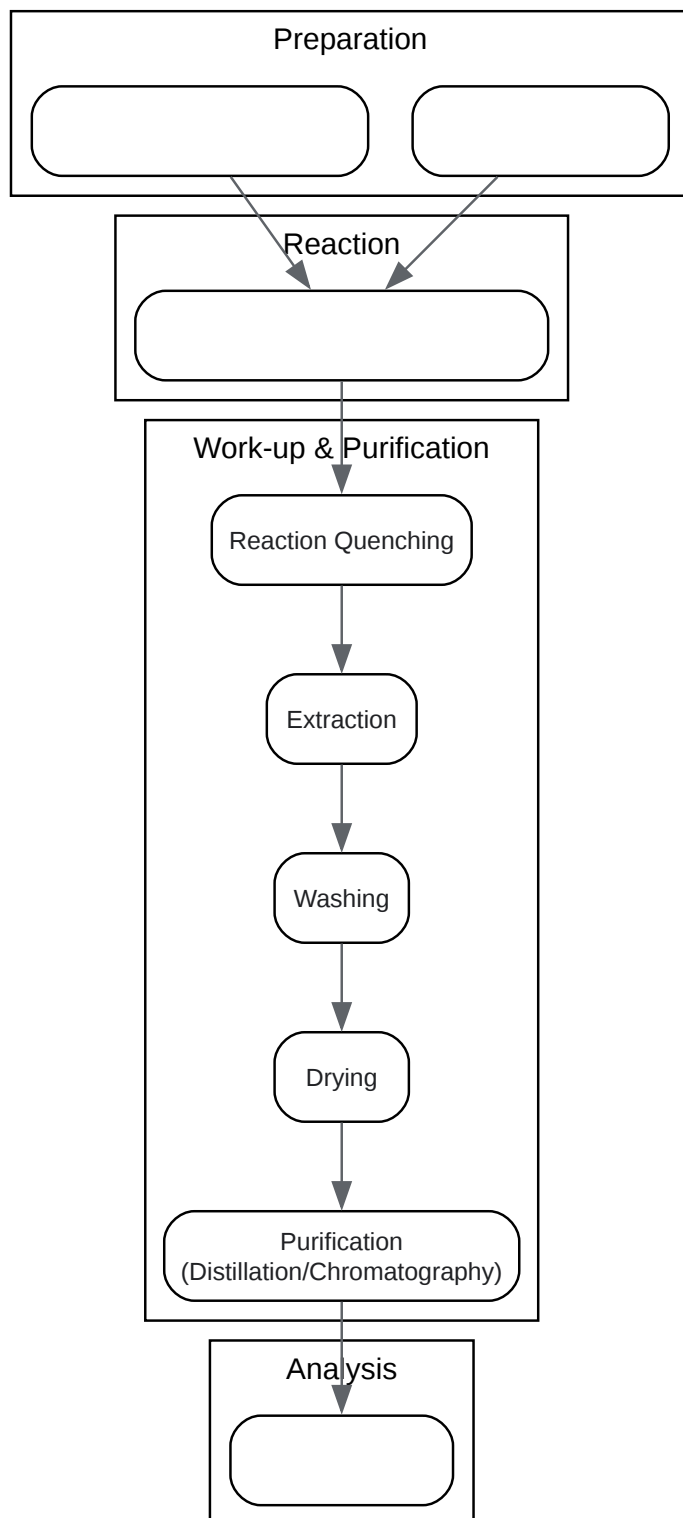 Preparation
Reaction
Work-up & Purification
Reaction Quenching
Extraction
Washing
Drying
Purification
(Distillation/Chromatography)
Analysis